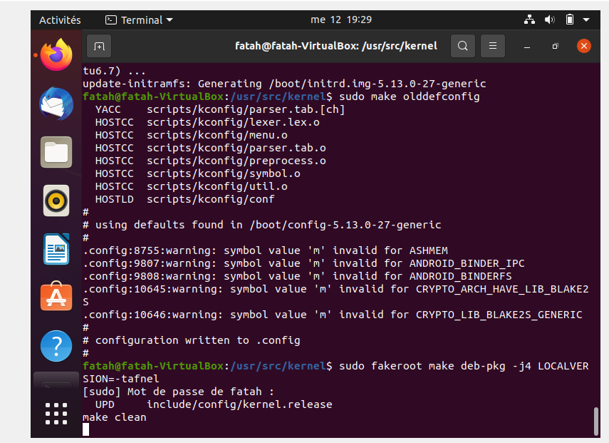 Activités
Terminal
me 12 19:29
fatah@fatah-VirtualBox: /usr/src/kernel
tu6.7) ...
update-initramfs: Generating /boot/initrd.img-5.13.0-27-generic
fatah@fatah-VirtualBox:/usr/src/kernel$ sudo make olddefconfig
YACC scripts/kconfig/parser.tab.[ch]
HOSTCC scripts/kconfig/lexer.lex.o
HOSTCC scripts/kconfig/menu.o
HOSTCC scripts/kconfig/parser.tab.o
HOSTCC scripts/kconfig/preprocess.o
HOSTCC scripts/kconfig/symbol.o
HOSTCC scripts/kconfig/util.o
HOSTLD scripts/kconfig/conf
#
# using defaults found in /boot/config-5.13.0-27-generic
#
.config:8755:warning: symbol value 'm' invalid for ASHMEM
.config:9807:warning: symbol value 'm' invalid for ANDROID_BINDER_IPC
.config:9808:warning: symbol value 'm' invalid for ANDROID_BINDERFS
.config:10645:warning: symbol value 'm' invalid for CRYPTO_ARCH_HAVE_LIB_BLAKE2
S
.config:10646:warning: symbol value 'm' invalid for CRYPTO_LIB_BLAKE2S_GENERIC
#
# configuration written to .config
#
fatah@fatah-VirtualBox:/usr/src/kernel$ sudo fakeroot make deb-pkg -j4 LOCALVER
SION=-tafnel
[sudo] Mot de passe de fatah :
UPD include/config/kernel.release
make clean